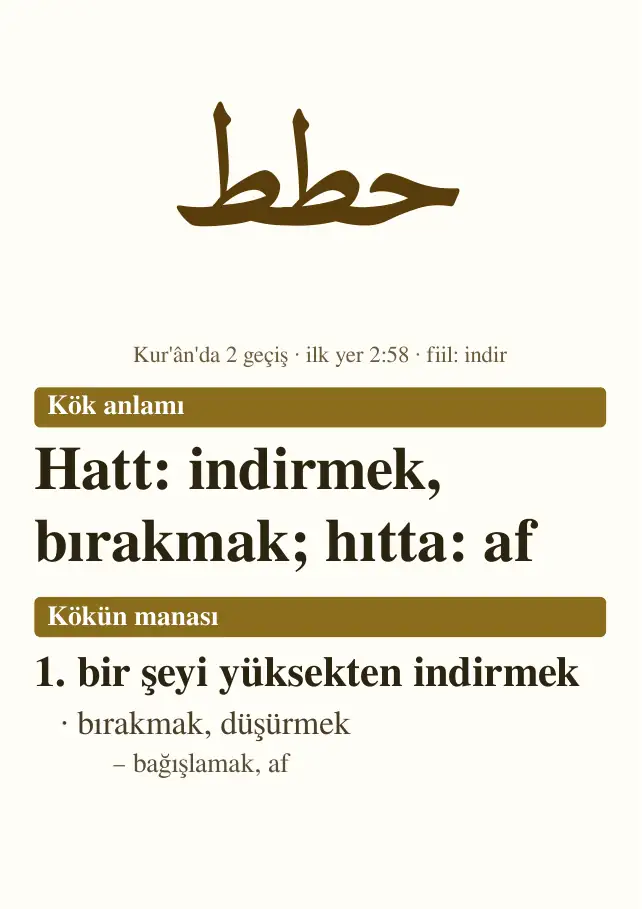 حطط
Kur'ân'da 2 geçiş · ilk yer 2:58 · fiil: indir
Kök anlamı
Hatt: indirmek,
bırakmak; hıtta: af
Kökün manası
1. bir şeyi yüksekten indirmek
· bırakmak, düşürmek
– bağışlamak, af